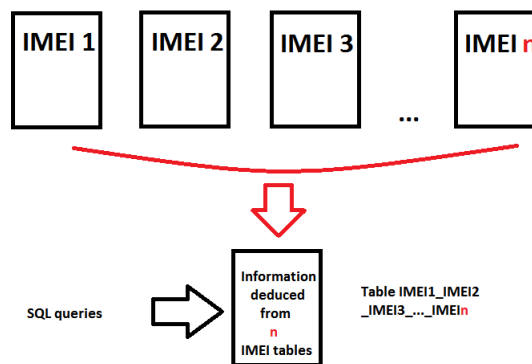 IMEI 1
IMEI 2
IMEI 3
...
IMEI n
Information
deduced
from
n
IMEI tables
SQL queries
Table IMEI1_IMEI2
_IMEI3_..._IMEIn